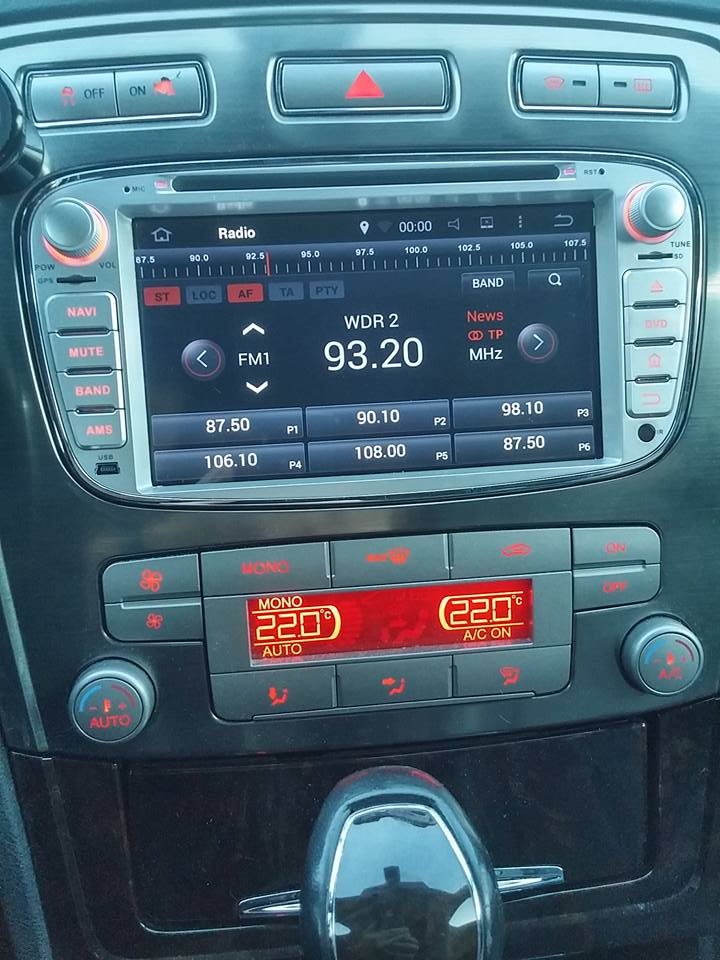 OFF ON
MIC RST
Radio 00:00
87.5 90.0 92.5 95.0 97.5 100.0 102.5 105.0 107.5
ST LOC AF TA PTY BAND
WDR 2
FM1 93.20 MHz
News
TP
87.50 P1 90.10 P2 98.10 P3
106.10 P4 108.00 P5 87.50 P6
POW VOL
GPS
NAVI
MUTE
BAND
AMS
USB
TUNE
SD
DVD
IR
MONO MAX ON
OFF
MONO
22.0°C 22.0°C
AUTO A/C ON
AUTO
A/C